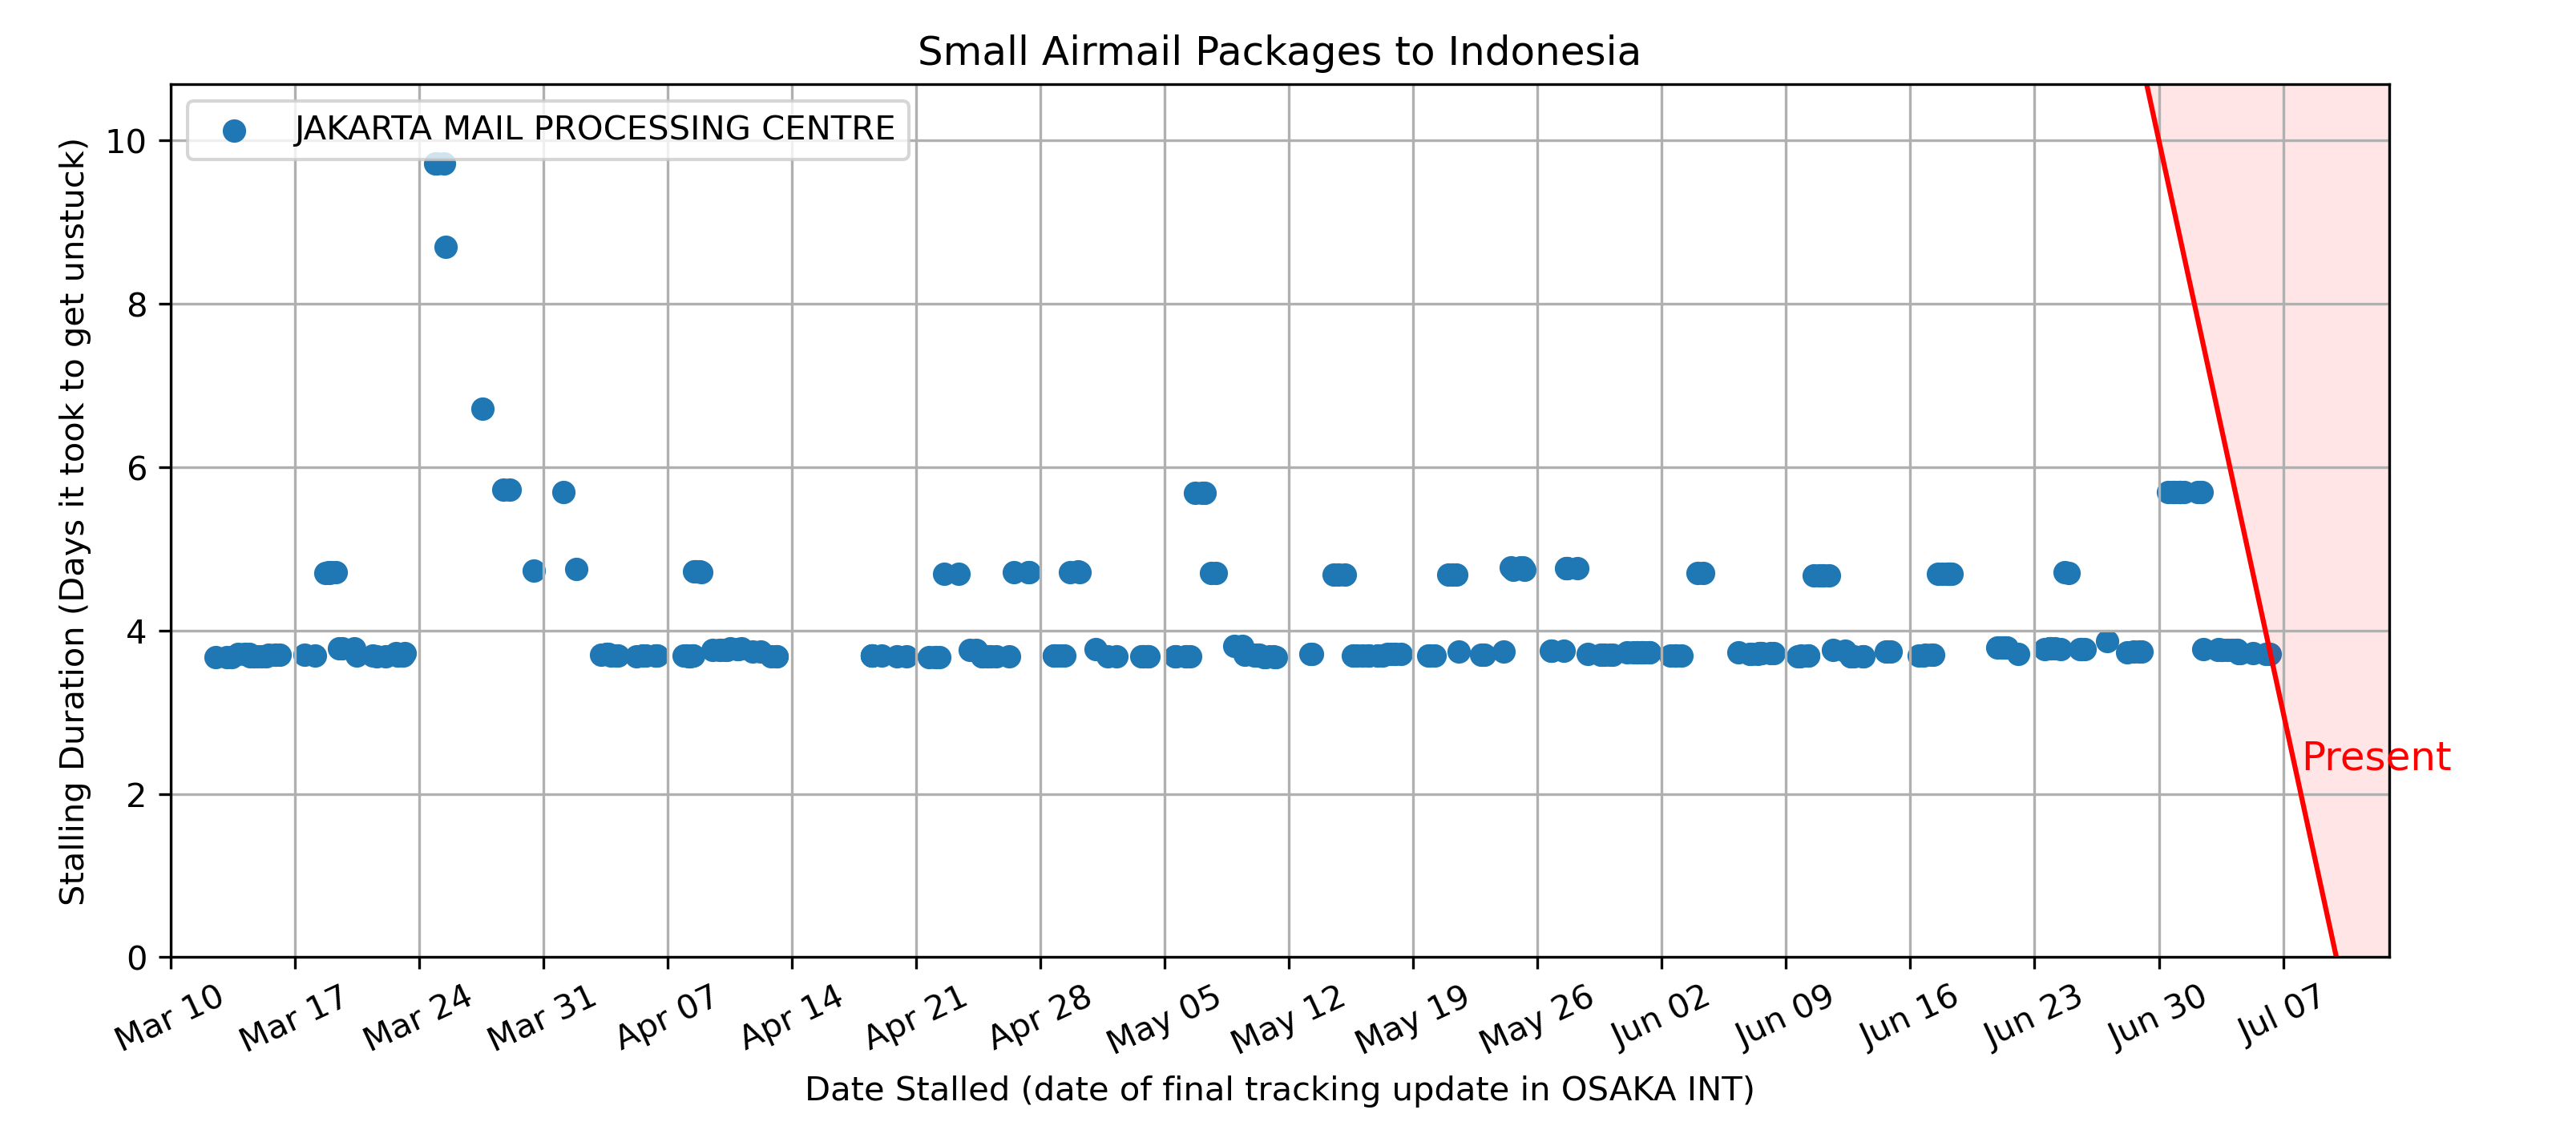 Small Airmail Packages to Indonesia
JAKARTA MAIL PROCESSING CENTRE
Stalling Duration (Days it took to get unstuck)
10
8
6
4
2
0
Present
Mar 10
Mar 17
Mar 24
Mar 31
Apr 07
Apr 14
Apr 21
Apr 28
May 05
May 12
May 19
May 26
Jun 02
Jun 09
Jun 16
Jun 23
Jun 30
Jul 07
Date Stalled (date of final tracking update in OSAKA INT)